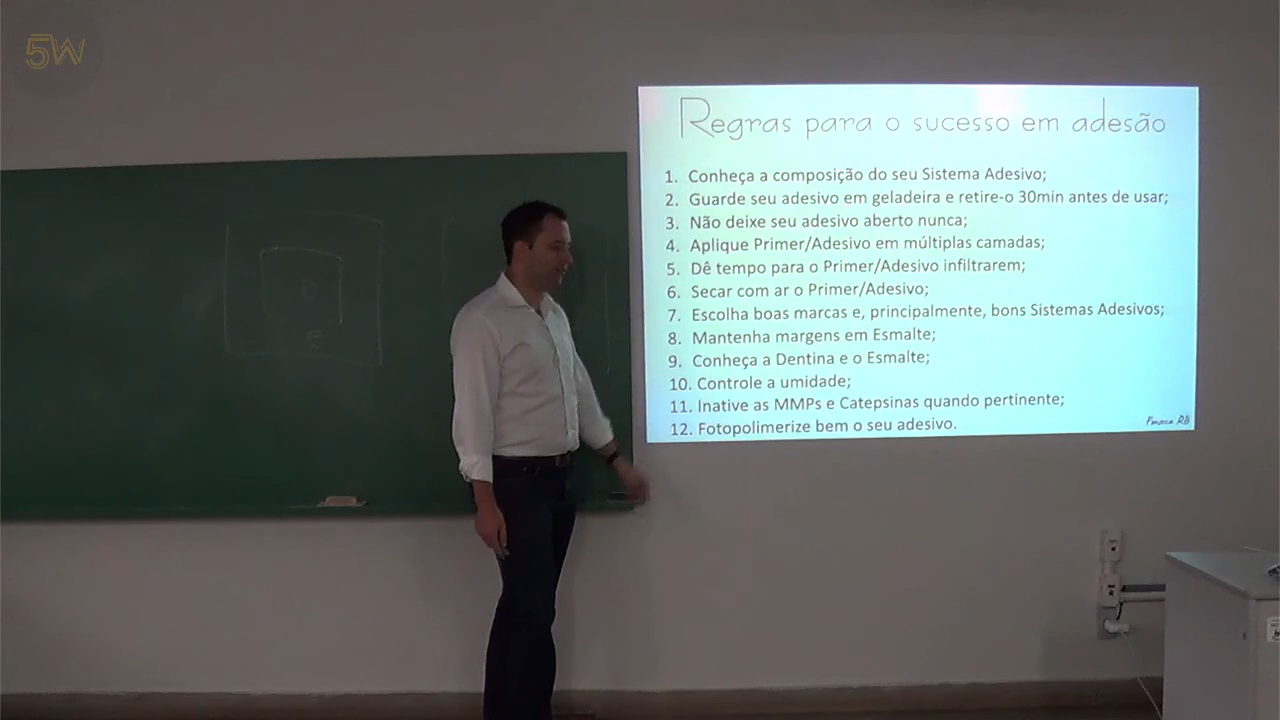 5W
Regras para o sucesso em adesão
1. Conheça a composição do seu Sistema Adesivo;
2. Guarde seu adesivo em geladeira e retire-o 30min antes de usar;
3. Não deixe seu adesivo aberto nunca;
4. Aplique Primer/Adesivo em múltiplas camadas;
5. Dê tempo para o Primer/Adesivo infiltrarem;
6. Secar com ar o Primer/Adesivo;
7. Escolha boas marcas e, principalmente, bons Sistemas Adesivos;
8. Mantenha margens em Esmalte;
9. Conheça a Dentina e o Esmalte;
10. Controle a umidade;
11. Inative as MMPs e Catepsinas quando pertinente;
12. Fotopolimerize bem o seu adesivo.
Fonseca RB